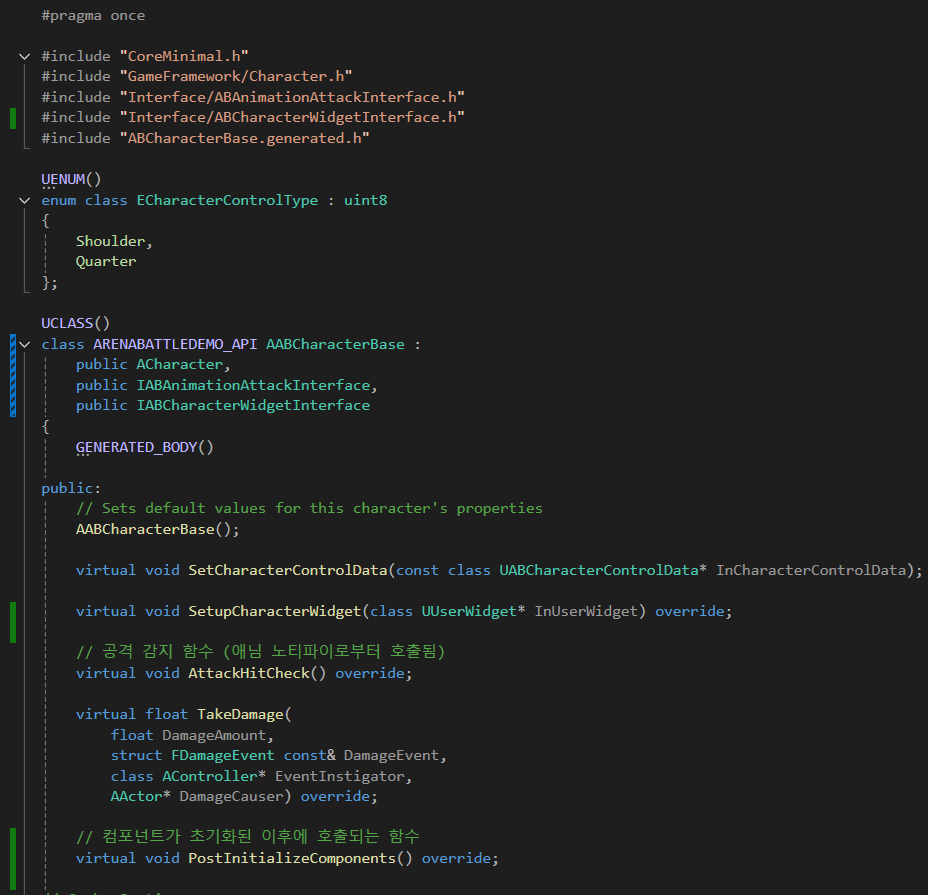 #pragma once
#include "CoreMinimal.h"
#include "GameFramework/Character.h"
#include "Interface/ABAnimationAttackInterface.h"
#include "Interface/ABCharacterWidgetInterface.h"
#include "ABCharacterBase.generated.h"
UENUM()
enum class ECharacterControlType : uint8
{
Shoulder,
Quarter
};
UCLASS()
class ARENABATTLEDEMO_API AABCharacterBase :
public ACharacter,
public IABAnimationAttackInterface,
public IABCharacterWidgetInterface
{
GENERATED_BODY()
public:
// Sets default values for this character's properties
AABCharacterBase();
virtual void SetCharacterControlData(const class UABCharacterControlData* InCharacterControlData);
virtual void SetupCharacterWidget(class UUserWidget* InUserWidget) override;
// 공격 감지 함수 (애님 노티파이로부터 호출됨)
virtual void AttackHitCheck() override;
virtual float TakeDamage(
float DamageAmount,
struct FDamageEvent const& DamageEvent,
class AController* EventInstigator,
AActor* DamageCauser) override;
// 컴포넌트가 초기화된 이후에 호출되는 함수
virtual void PostInitializeComponents() override;